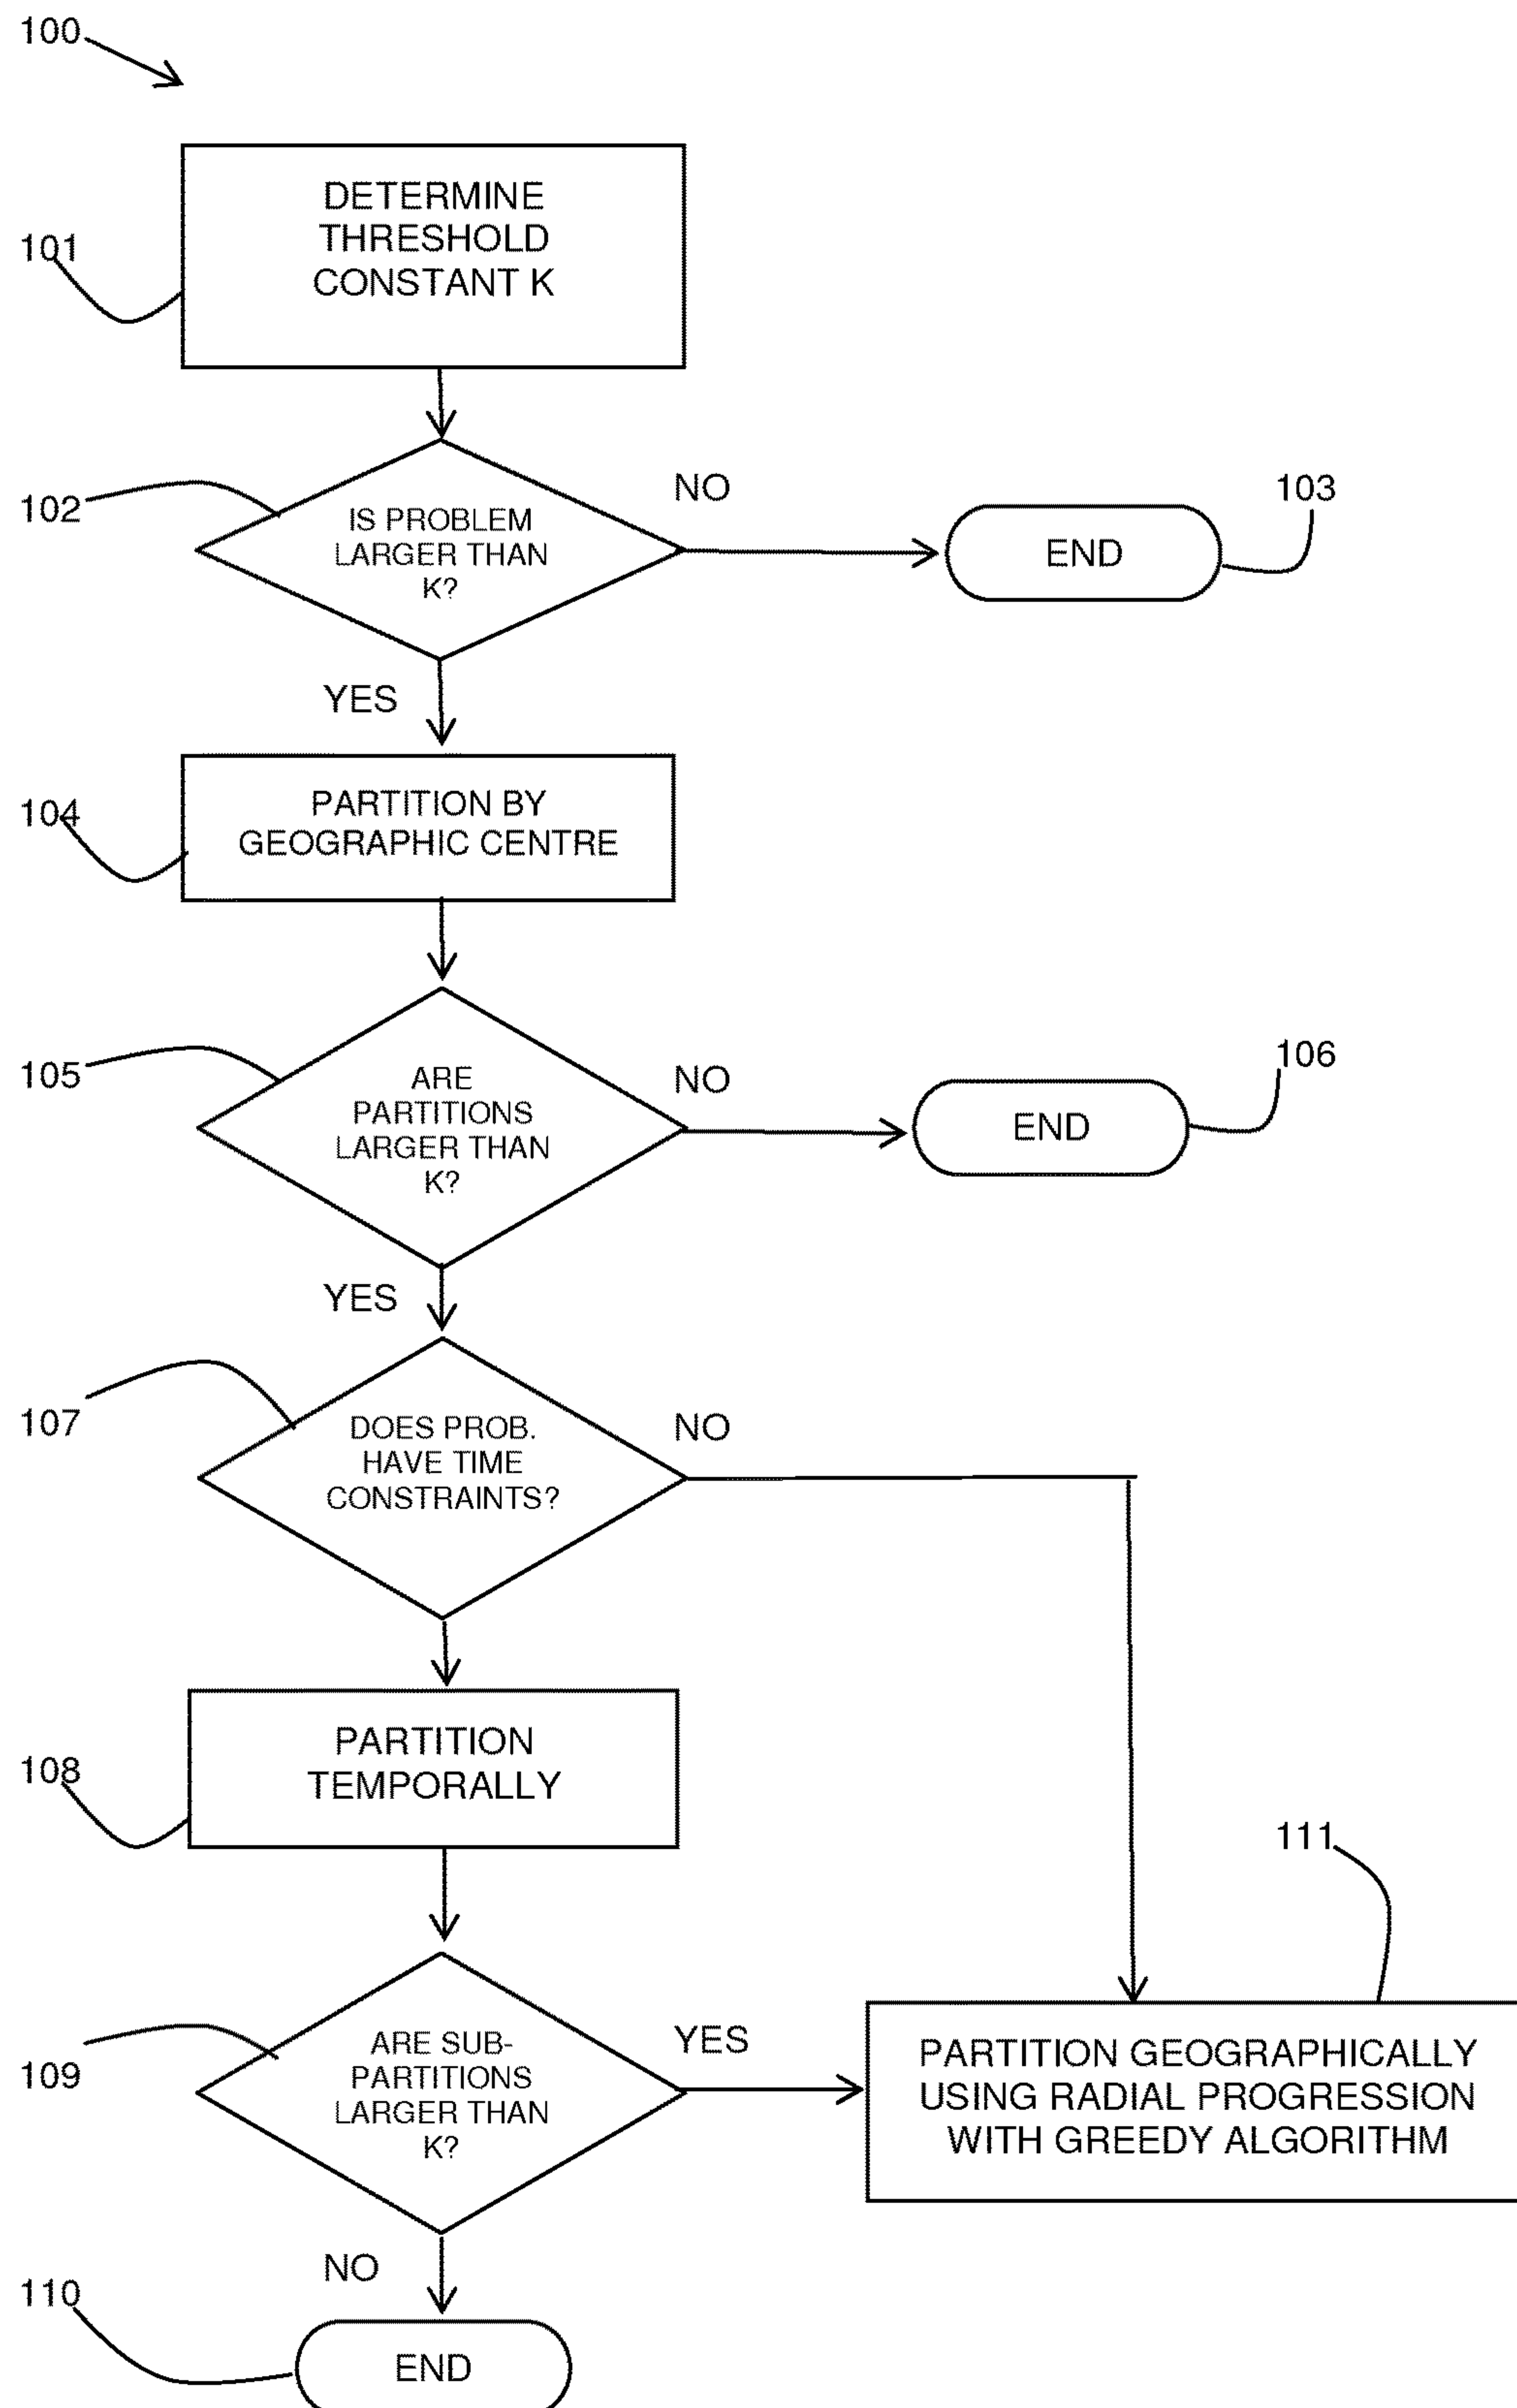 100
101
DETERMINE
THRESHOLD
CONSTANT K
102
IS PROBLEM
LARGER THAN
K?
NO
END
103
YES
104
PARTITION BY
GEOGRAPHIC CENTRE
105
ARE
PARTITIONS
LARGER THAN
K?
NO
END
106
YES
107
DOES PROB.
HAVE TIME
CONSTRAINTS?
NO
108
PARTITION
TEMPORALLY
109
ARE SUB-
PARTITIONS
LARGER THAN
K?
YES
111
PARTITION GEOGRAPHICALLY
USING RADIAL PROGRESSION
WITH GREEDY ALGORITHM
NO
110
END